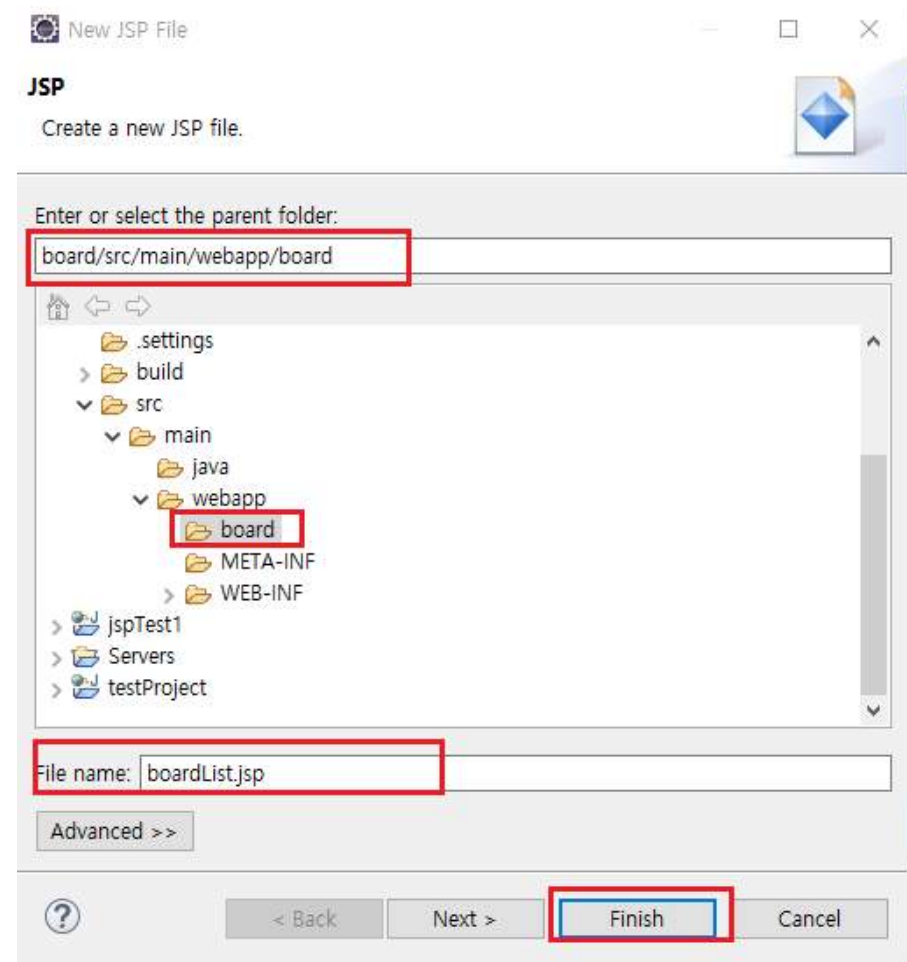 New JSP File
JSP
Create a new JSP file.
Enter or select the parent folder:
board/src/main/webapp/board
.settings
build
src
main
java
webapp
board
META-INF
WEB-INF
jspTest1
Servers
testProject
File name: boardList.jsp
Advanced >>
< Back Next > Finish Cancel